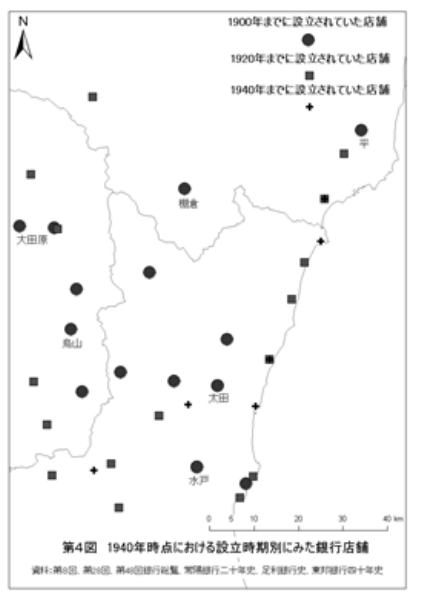 N
1900年までに設立されていた店舗
1920年までに設立されていた店舗
1940年までに設立されていた店舗
平
棚倉
大田原
烏山
太田
水戸
0 5 10 20 30 40 km
第4図 1940年時点における設立時期別にみた銀行店舗
資料:第8回、第28回、第48回銀行総覧、常陽銀行二十年史、足利銀行史、東邦銀行四十年史